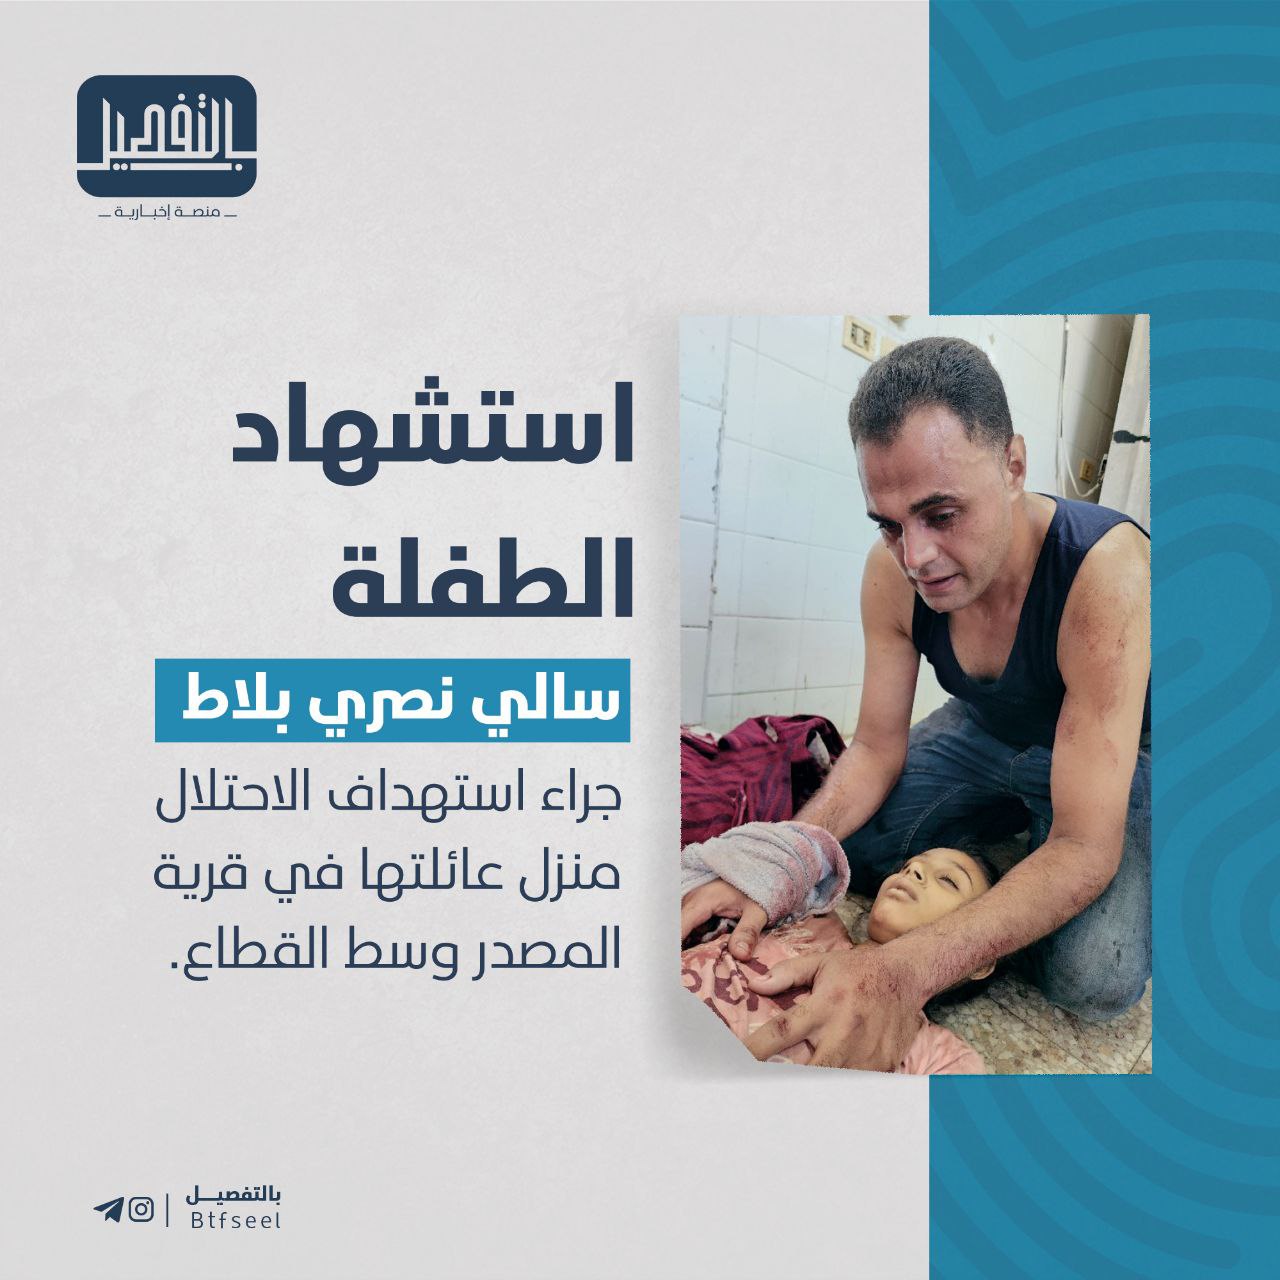 بالتفصيل
منصة إخبارية
استشهاد
الطفلة
سالي نصري بلاط
جراء استهداف الاحتلال
منزل عائلتها في قرية
المصدر وسط القطاع.
بالتفصيـل
Btfseel